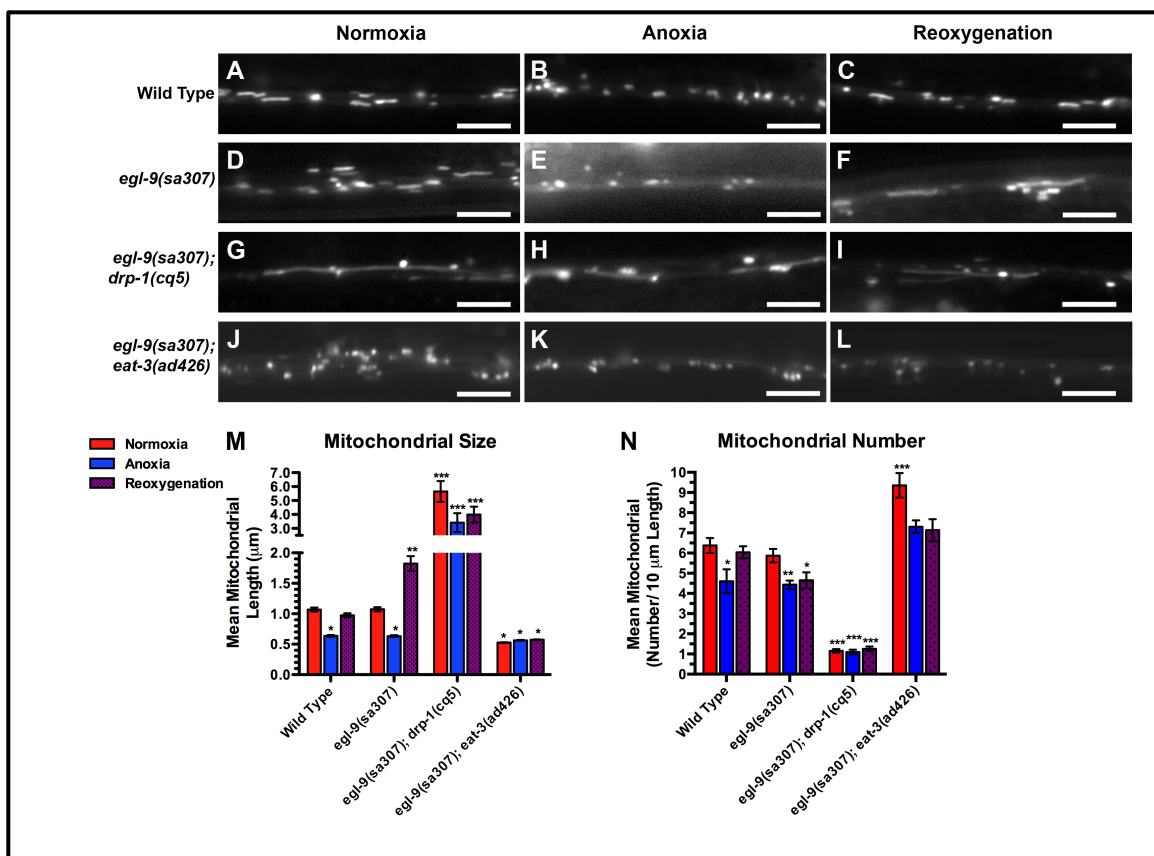 Normoxia Anoxia Reoxygenation
Wild Type A B C
egl-9(sa307) D E F
egl-9(sa307);
drp-1(cq5) G H I
egl-9(sa307);
eat-3(ad426) J K L
Normoxia
Anoxia
Reoxygenation
M Mitochondrial Size
Mean Mitochondrial
Length (μm)
7.0
6.0
5.0
4.0
3.0
2.0
1.5
1.0
0.5
0.0
* * ** *** *** *** * * *
Wild Type
egl-9(sa307)
egl-9(sa307); drp-1(cq5)
egl-9(sa307); eat-3(ad426)
N Mitochondrial Number
Mean Mitochondrial
(Number/ 10 μm Length)
10
9
8
7
6
5
4
3
2
1
0
* ** * *** *** *** ***
Wild Type
egl-9(sa307)
egl-9(sa307); drp-1(cq5)
egl-9(sa307); eat-3(ad426)